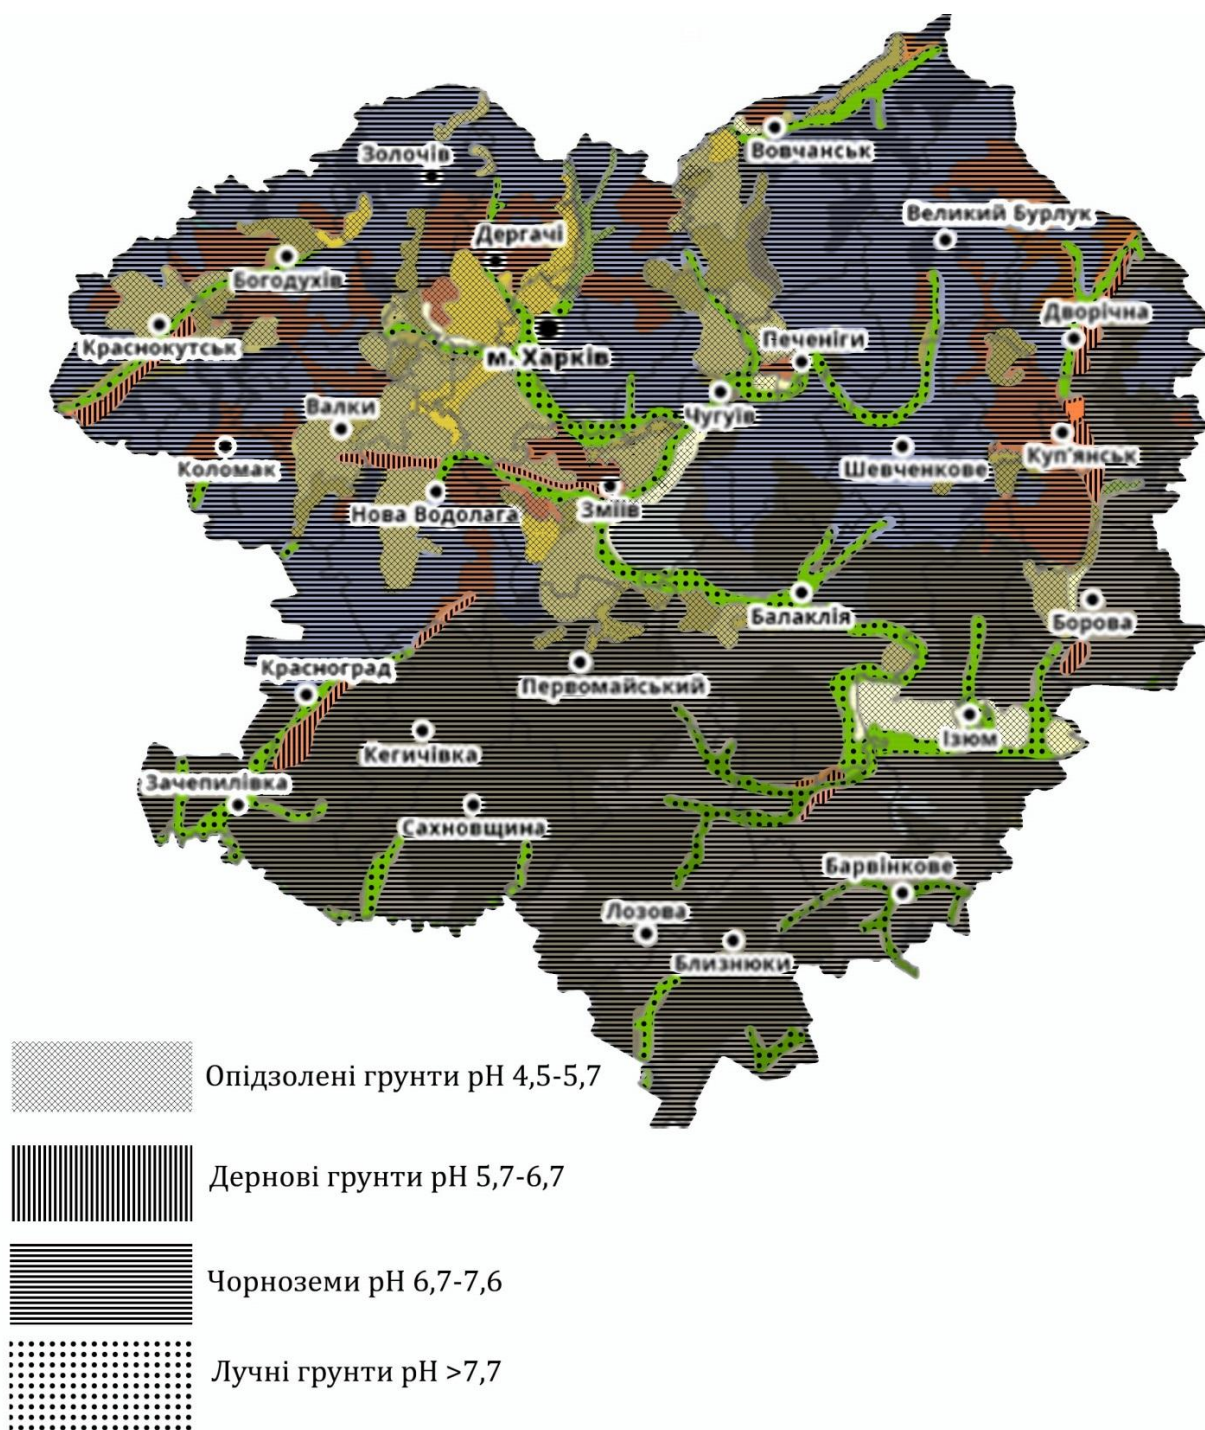 Золочів
Вовчанськ
Великий Бурлук
Дергачі
Богодухів
Дворічна
Краснокутськ
м. Харків
Печеніги
Валки
Чугуїв
Коломак
Шевченкове
Куп'янськ
Нова Водолага
Зміїв
Балаклія
Борова
Красноград
Первомайський
Ізюм
Кегичівка
Зачепилівка
Сахновщина
Барвінкове
Лозова
Близнюки
Опідзолені грунти pH 4,5-5,7
Дернові грунти pH 5,7-6,7
Чорноземи pH 6,7-7,6
Лучні грунти pH >7,7